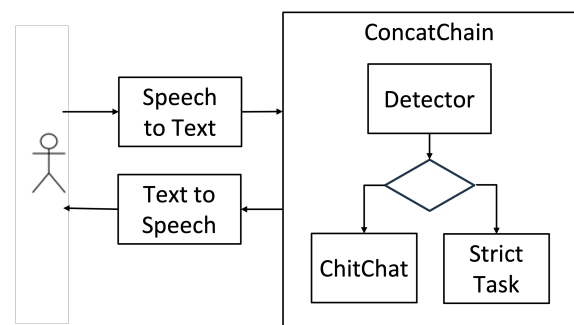 ConcatChain
Speech
to Text
Detector
Text to
Speech
ChitChat
Strict
Task